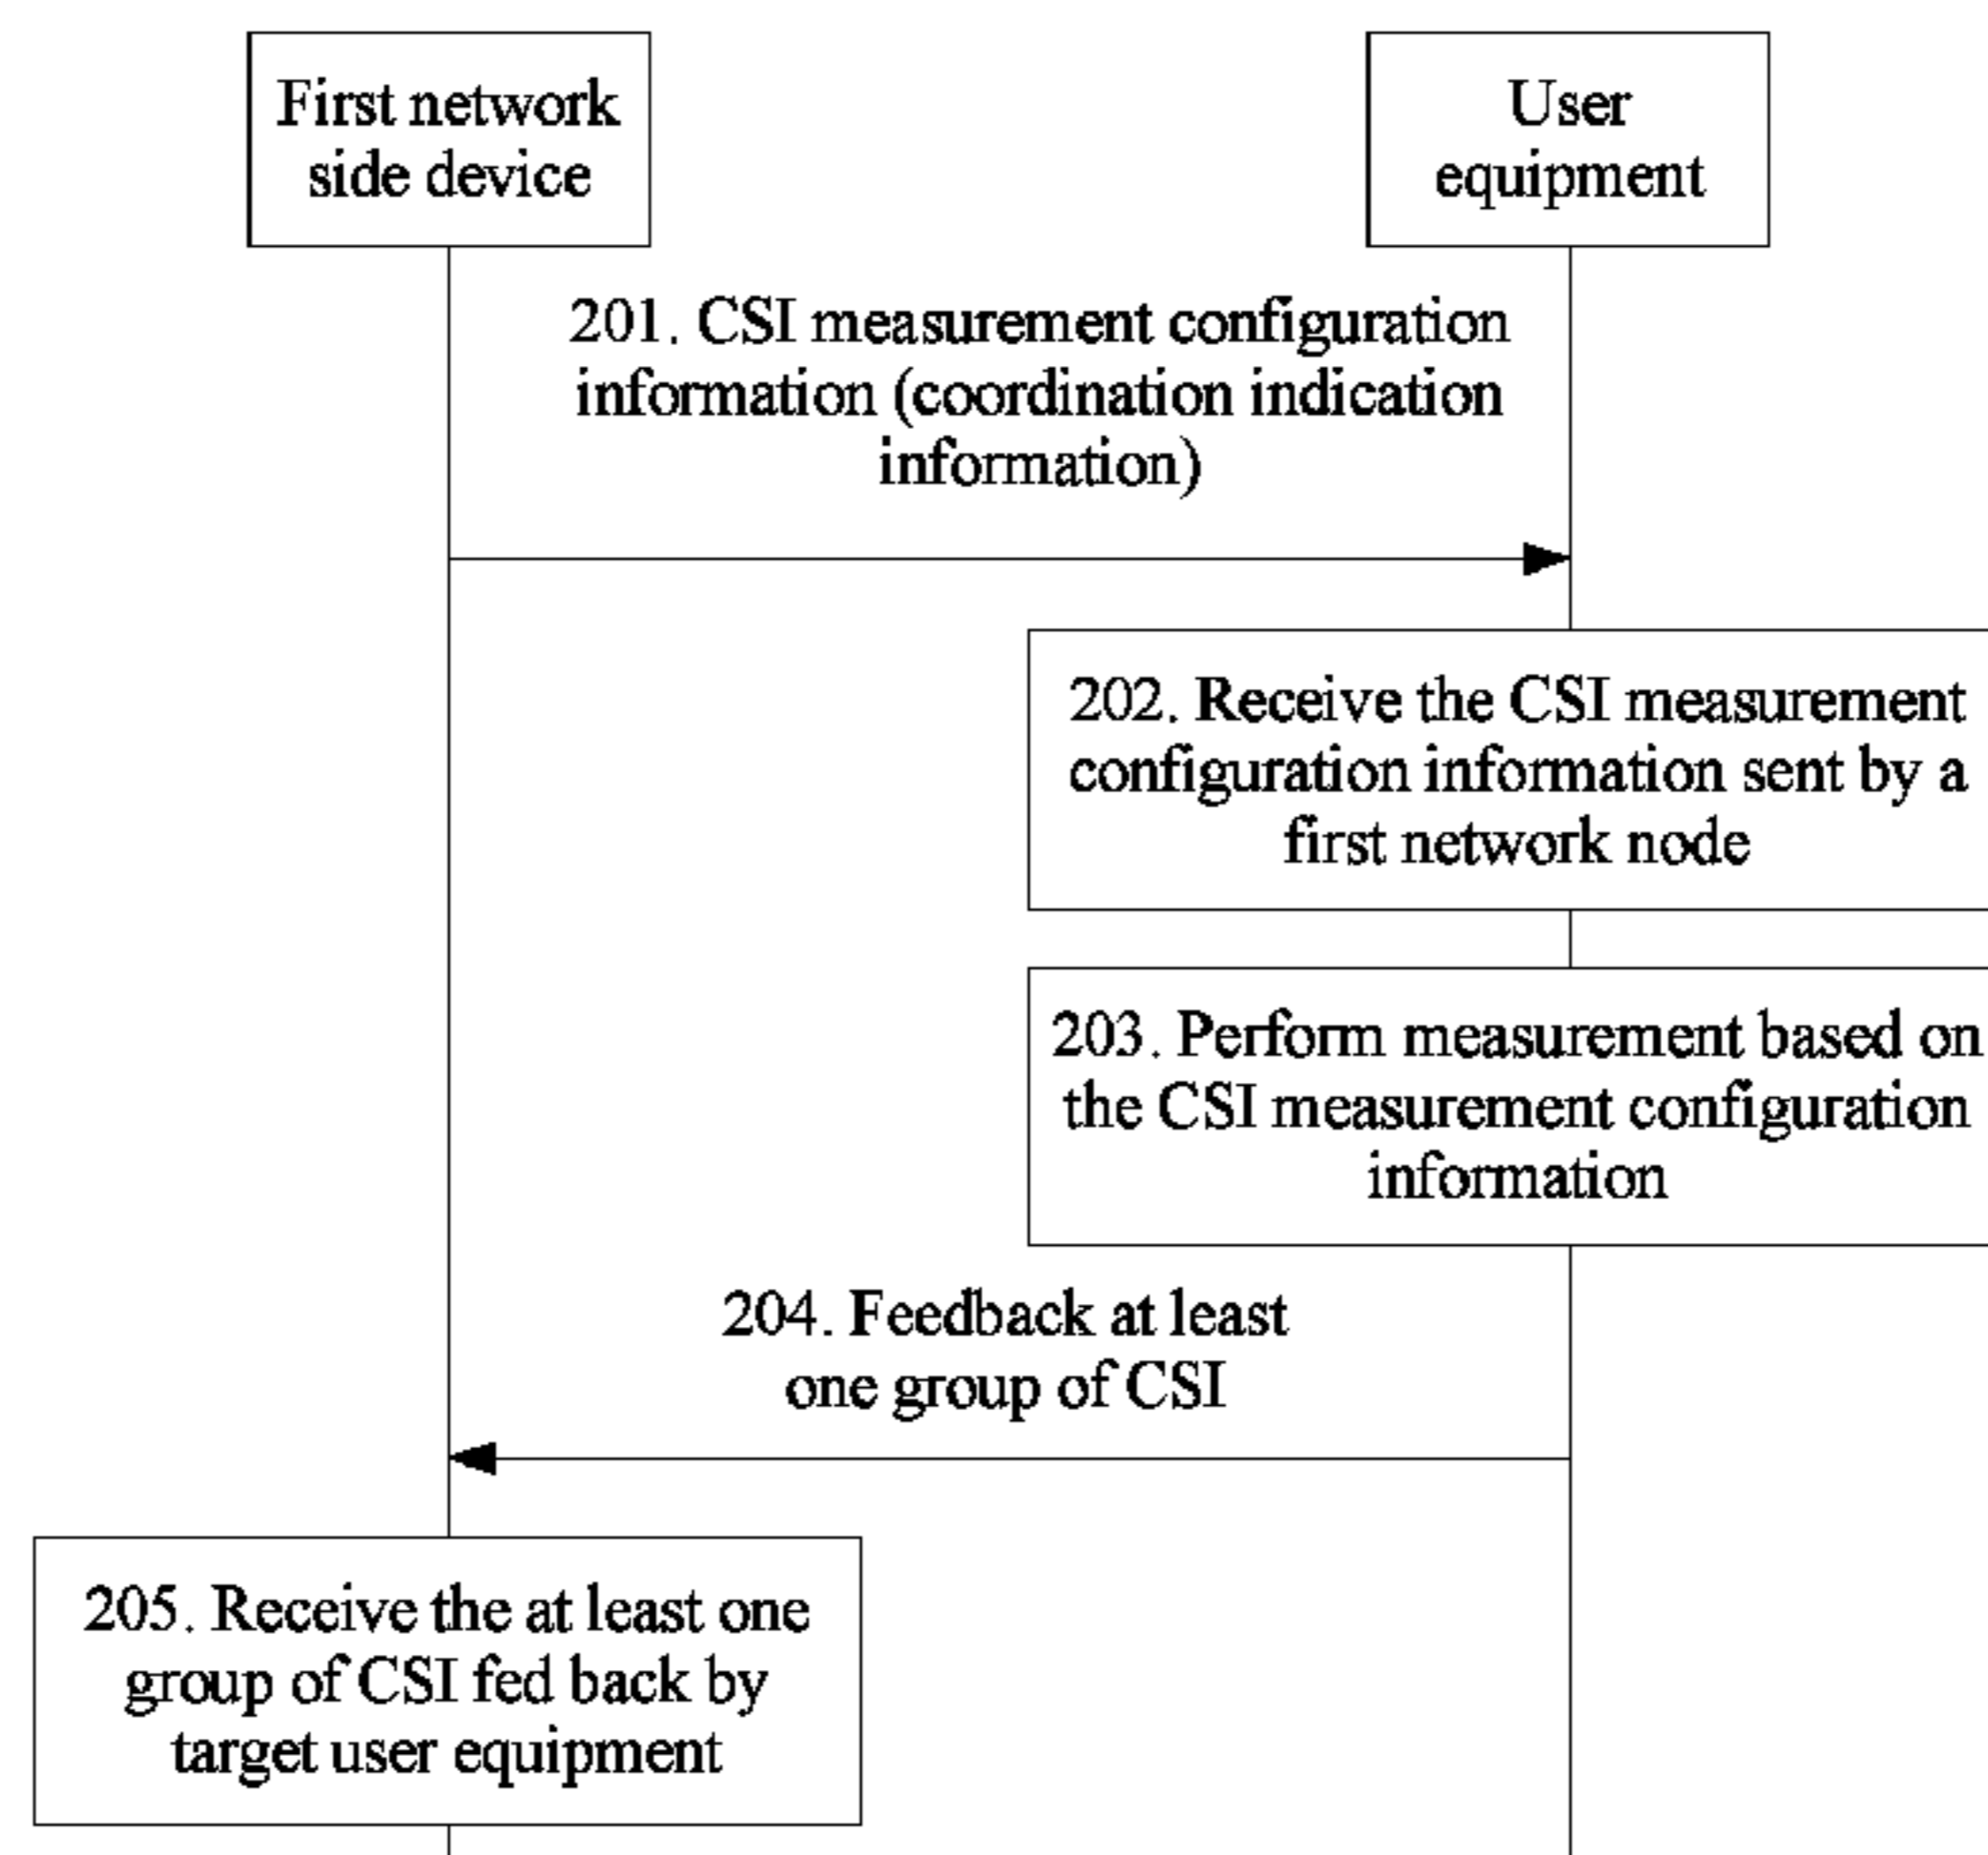 First network
side device
User
equipment
201. CSI measurement configuration
information (coordination indication
information)
202. Receive the CSI measurement
configuration information sent by a
first network node
203. Perform measurement based on
the CSI measurement configuration
information
204. Feedback at least
one group of CSI
205. Receive the at least one
group of CSI fed back by
target user equipment